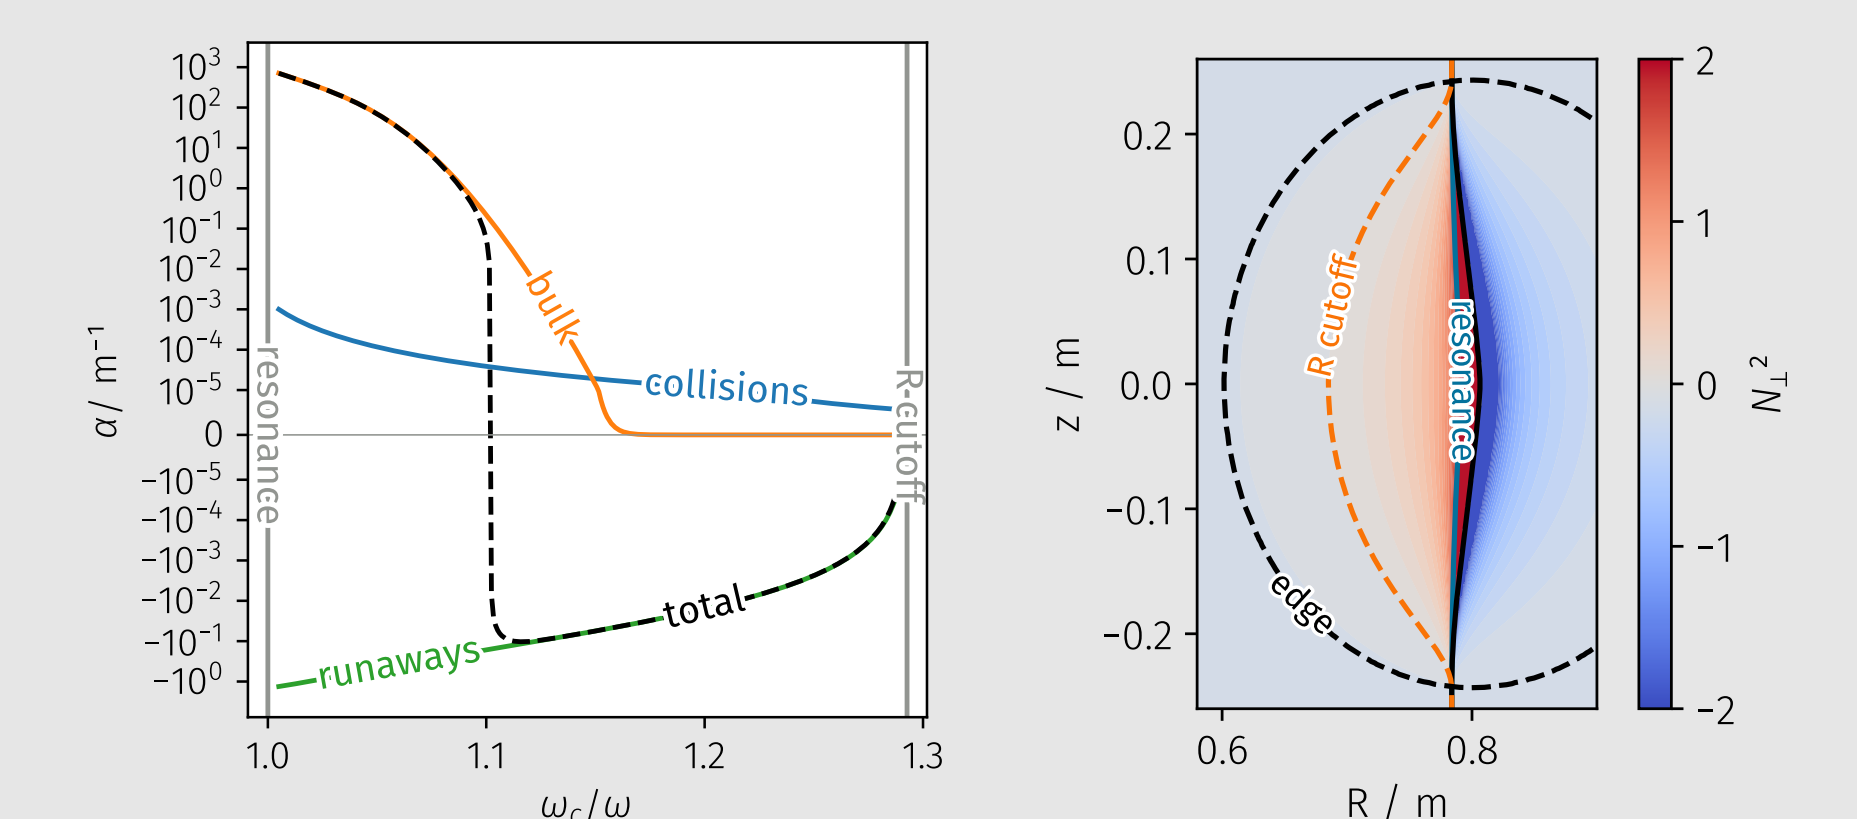 10³
10²
10¹
10⁰
10⁻¹
10⁻²
10⁻³
10⁻⁴
10⁻⁵
0
−10⁻⁵
−10⁻⁴
−10⁻³
−10⁻²
−10⁻¹
−10⁰
α / m⁻¹
resonance
bulk
collisions
R-cutoff
total
runaways
1.0 1.1 1.2 1.3
ω_c/ω
0.2
0.1
0.0
−0.1
−0.2
z / m
R cutoff
resonance
edge
0.6 0.8
R / m
2
1
0
−1
−2
N⊥²